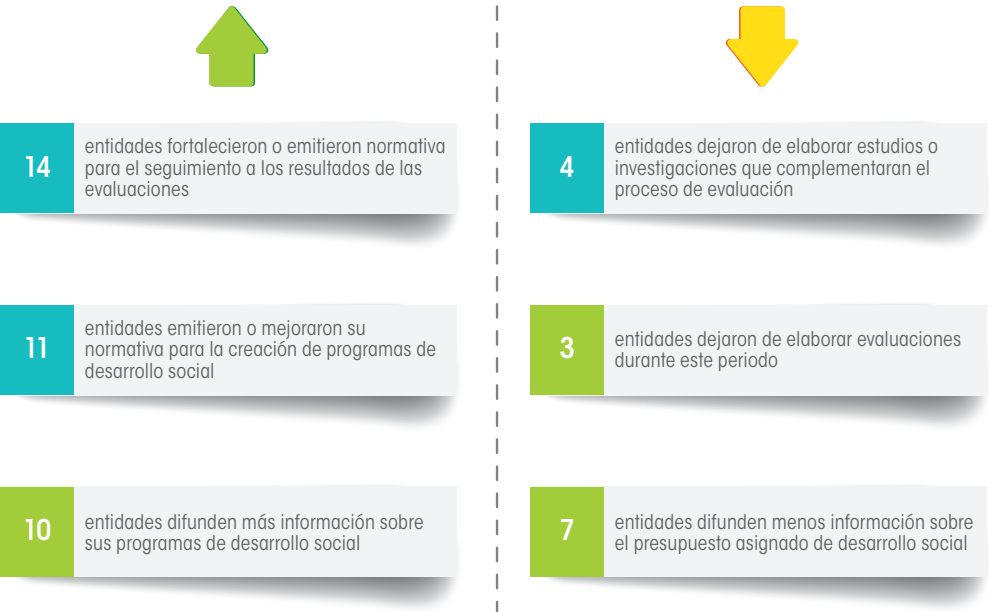 14
entidades fortalecieron o emitieron normativa
para el seguimiento a los resultados de las
evaluaciones
11
entidades emitieron o mejoraron su
normativa para la creación de programas de
desarrollo social
10
entidades difunden más información sobre
sus programas de desarrollo social
4
entidades dejaron de elaborar estudios o
investigaciones que complementaran el
proceso de evaluación
3
entidades dejaron de elaborar evaluaciones
durante este periodo
7
entidades difunden menos información sobre
el presupuesto asignado de desarrollo social